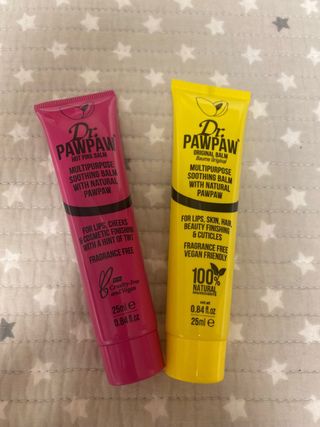 Dr.
PAWPAW
HOT PINK BALM
MULTIPURPOSE
SOOTHING BALM
WITH NATURAL
PAWPAW
FOR LIPS, CHEEKS
& COSMETIC FINISHING
WITH A HINT OF TINT
FRAGRANCE FREE
Cruelty-Free
and Vegan
25ml e
0.84 fl.oz
Dr.
PAWPAW
ORIGINAL BALM
Baume Original
MULTIPURPOSE
SOOTHING BALM
WITH NATURAL
PAWPAW
FOR LIPS, SKIN, HAIR,
BEAUTY FINISHING
& CUTICLES
FRAGRANCE FREE
VEGAN FRIENDLY
100%
NATURAL
0.84 fl.oz
25ml e